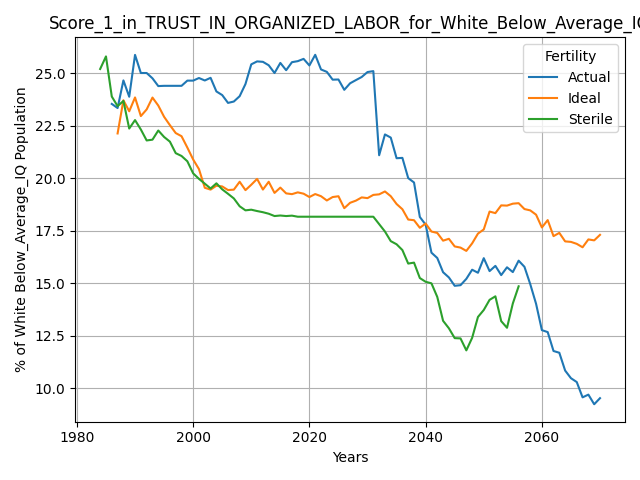 Score_1_in_TRUST_IN_ORGANIZED_LABOR_for_White_Below_Average_IQ
Fertility
Actual
Ideal
Sterile
% of White Below_Average_IQ Population
25.0
22.5
20.0
17.5
15.0
12.5
10.0
1980
2000
2020
2040
2060
Years